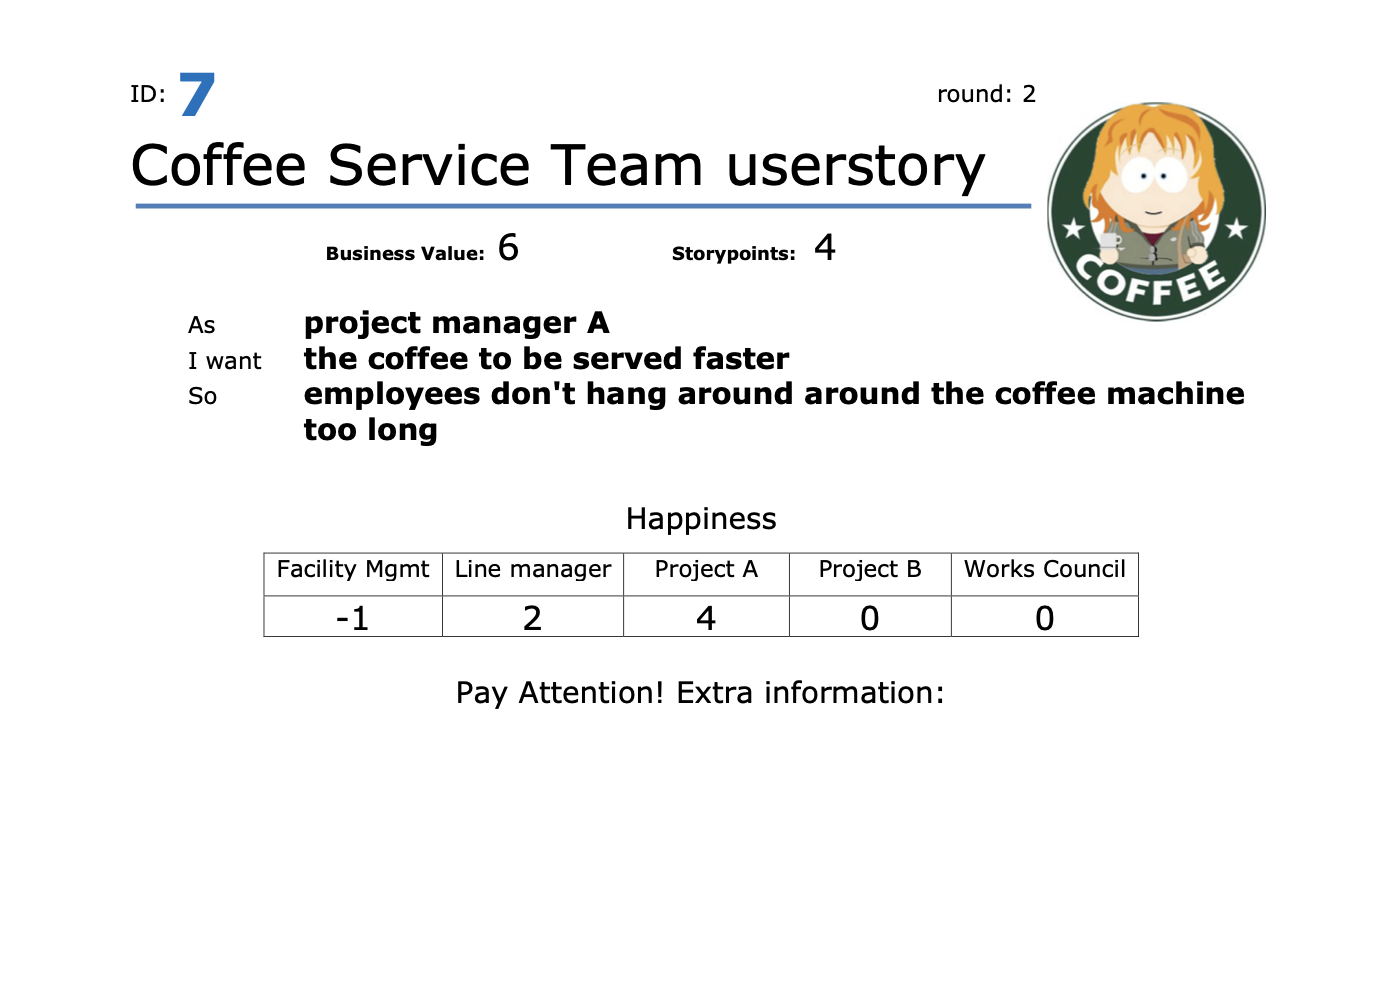 ID: 7 round: 2
Coffee Service Team userstory
Business Value: 6 Storypoints: 4
COFFEE
As project manager A
I want the coffee to be served faster
So employees don't hang around around the coffee machine
too long
Happiness
Facility Mgmt Line manager Project A Project B Works Council
-1 2 4 0 0
Pay Attention! Extra information: